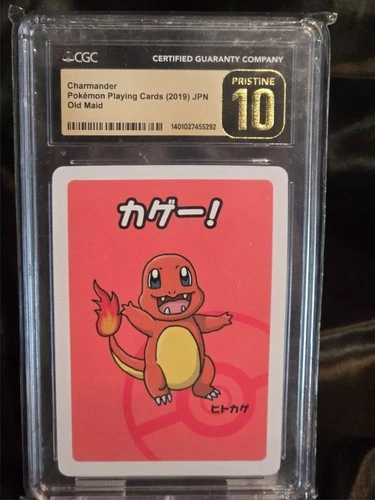 CGC
CERTIFIED GUARANTY COMPANY
Charmander
Pokémon Playing Cards (2019) JPN
Old Maid
1401027455292
PRISTINE
10
カゲー!
ヒトカゲ